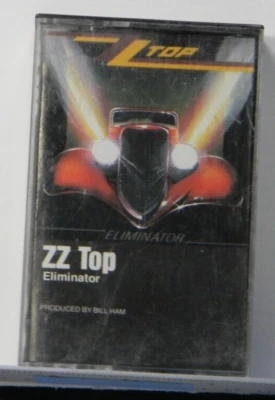 ZZ TOP
ELIMINATOR
ZZ Top
Eliminator
PRODUCED BY BILL HAM